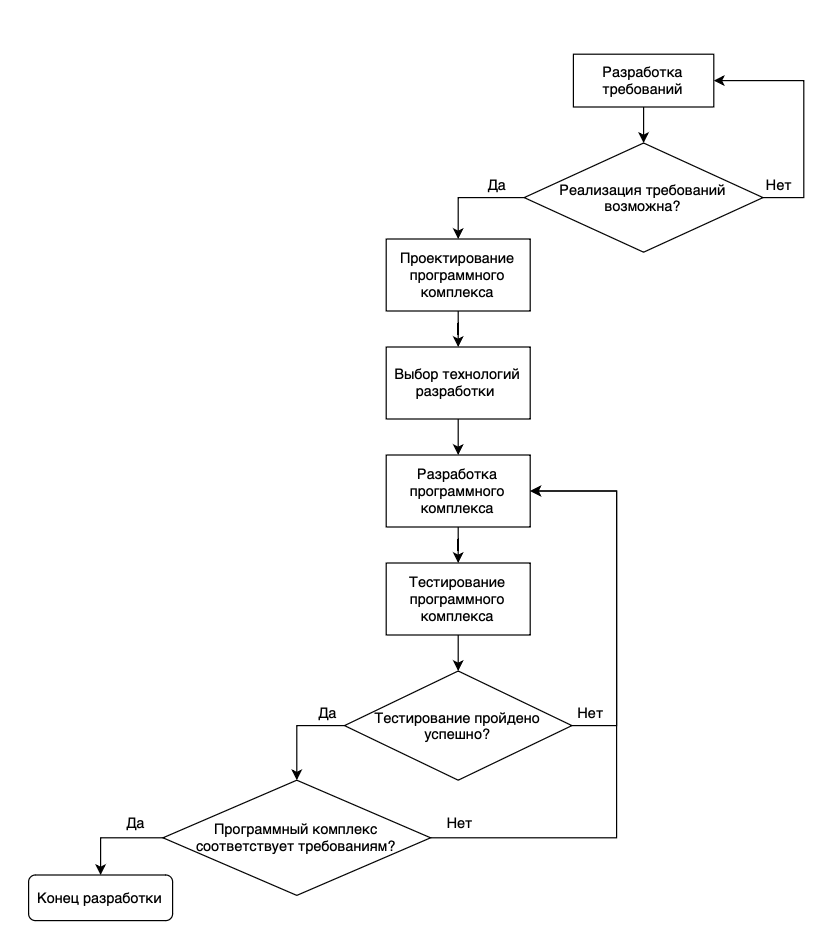 Разработка
требований
Реализация требований
возможна?
Да
Нет
Проектирование
программного
комплекса
Выбор технологий
разработки
Разработка
программного
комплекса
Тестирование
программного
комплекса
Тестирование пройдено
успешно?
Да
Нет
Программный комплекс
соответствует требованиям?
Да
Нет
Конец разработки